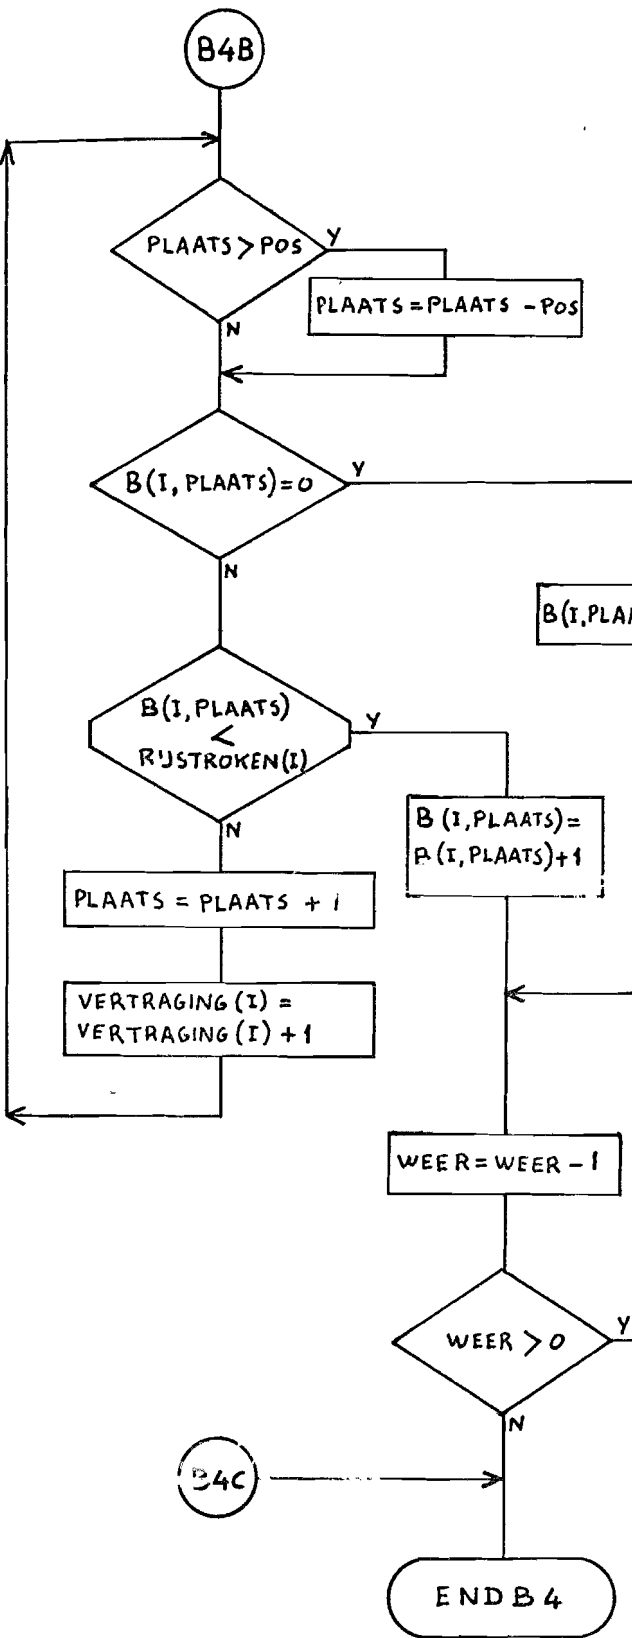 B4B
PLAATS > POS
Y
PLAATS = PLAATS - POS
N
B(I, PLAATS) = 0
Y
N
B(I, PLAATS)
<
RIJSTROKEN(I)
Y
N
B(I, PLAATS) =
B(I, PLAATS) + 1
PLAATS = PLAATS + 1
VERTRAGING(I) =
VERTRAGING(I) + 1
WEER = WEER - 1
WEER > 0
Y
N
B4C
END B4